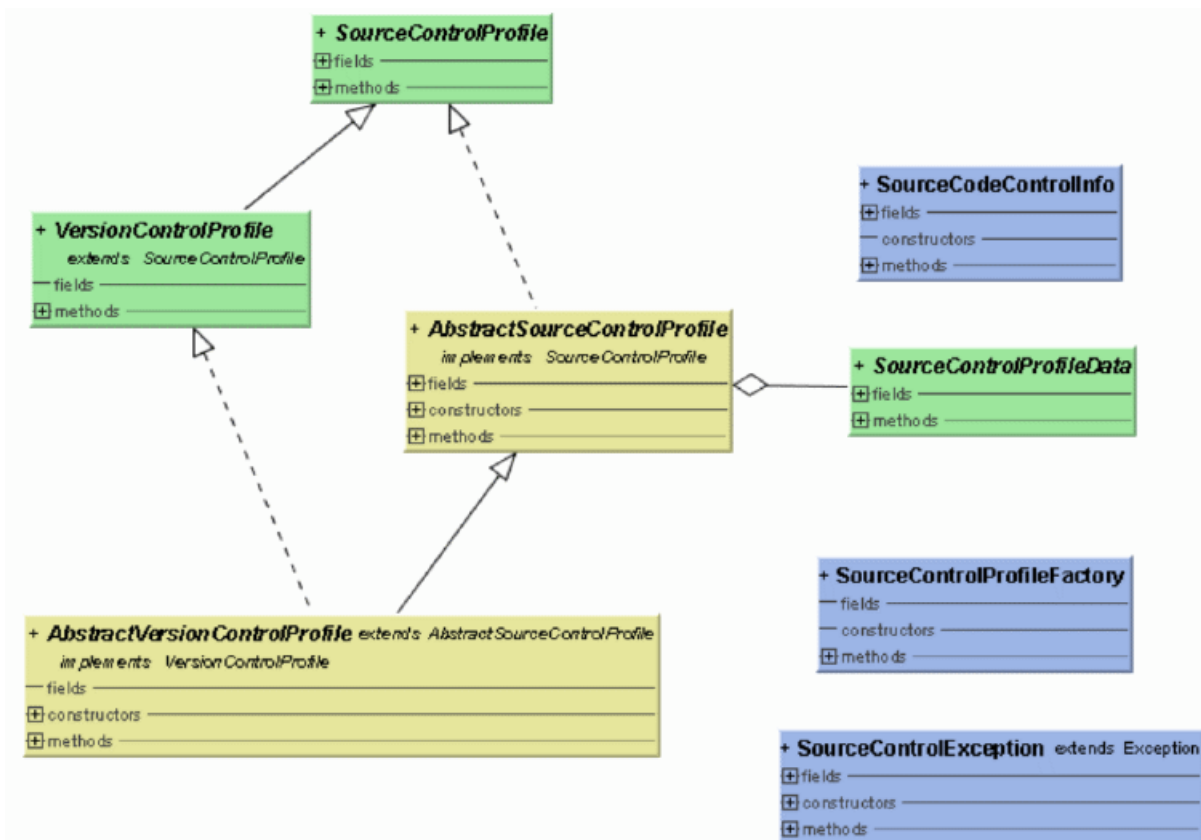 + SourceControlProfile
+ fields
+ methods
+ VersionControlProfile
extends SourceControlProfile
fields
+ methods
+ SourceCodeControlInfo
+ fields
constructors
+ methods
+ AbstractSourceControlProfile
implements SourceControlProfile
+ fields
+ constructors
+ methods
+ SourceControlProfileData
+ fields
+ methods
+ SourceControlProfileFactory
fields
constructors
+ methods
+ AbstractVersionControlProfile extends AbstractSourceControlProfile
implements VersionControlProfile
fields
+ constructors
+ methods
+ SourceControlException extends Exception
+ fields
+ constructors
+ methods